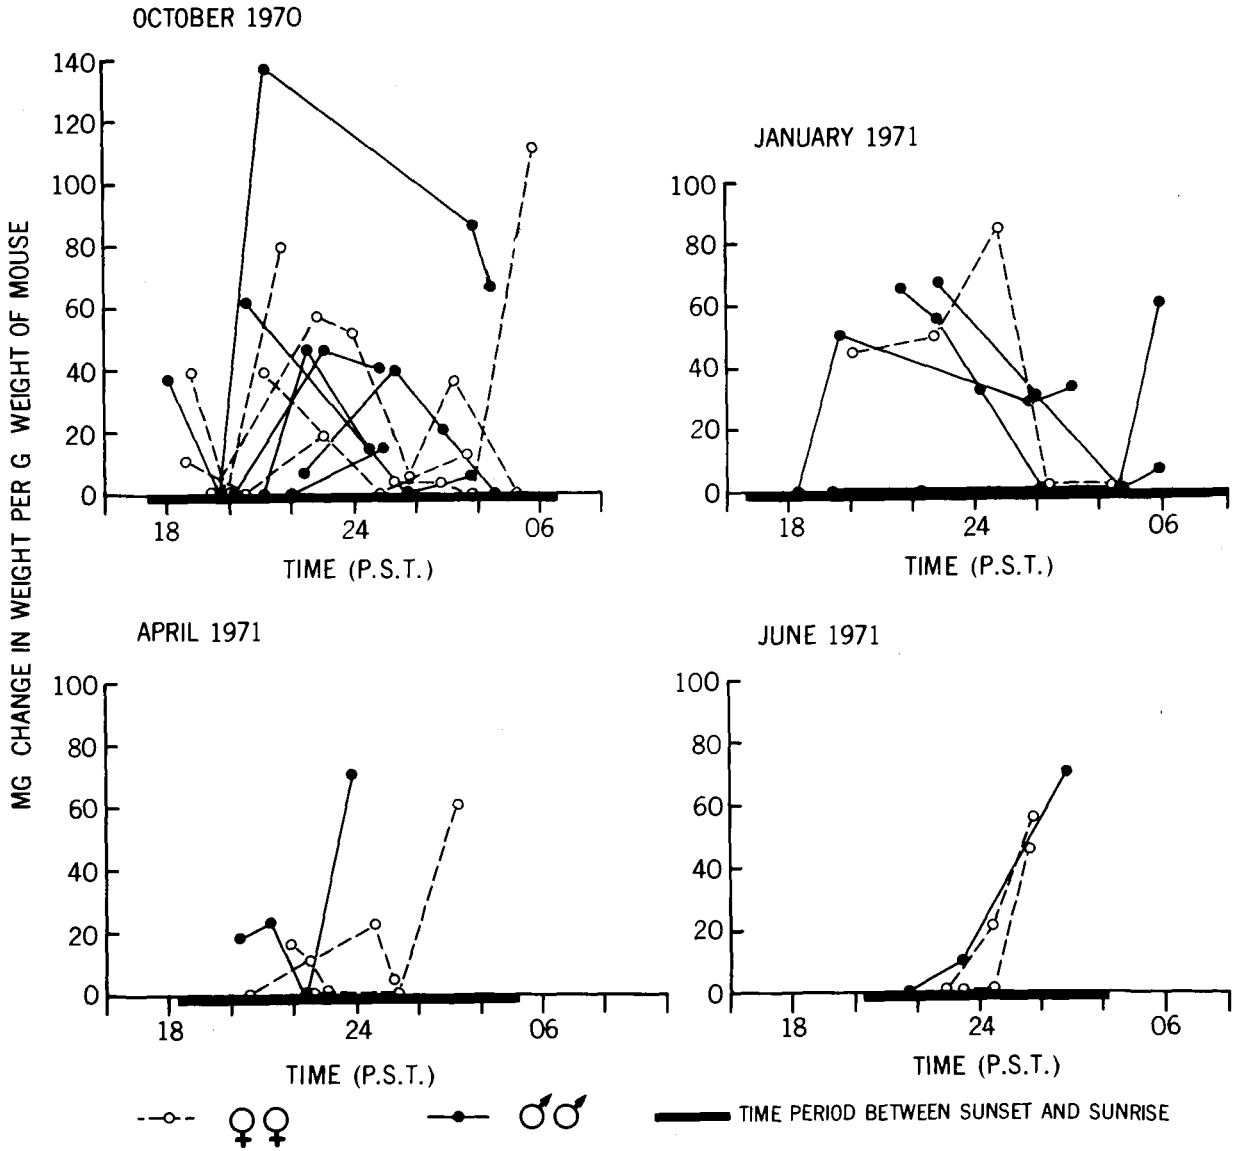 OCTOBER 1970
140
120
100
80
60
40
20
0
18 24 06
TIME (P.S.T.)
JANUARY 1971
100
80
60
40
20
0
18 24 06
TIME (P.S.T.)
MG CHANGE IN WEIGHT PER G WEIGHT OF MOUSE
APRIL 1971
100
80
60
40
20
0
18 24 06
TIME (P.S.T.)
JUNE 1971
100
80
60
40
20
0
18 24 06
TIME (P.S.T.)
♀♀ ♂♂ TIME PERIOD BETWEEN SUNSET AND SUNRISE